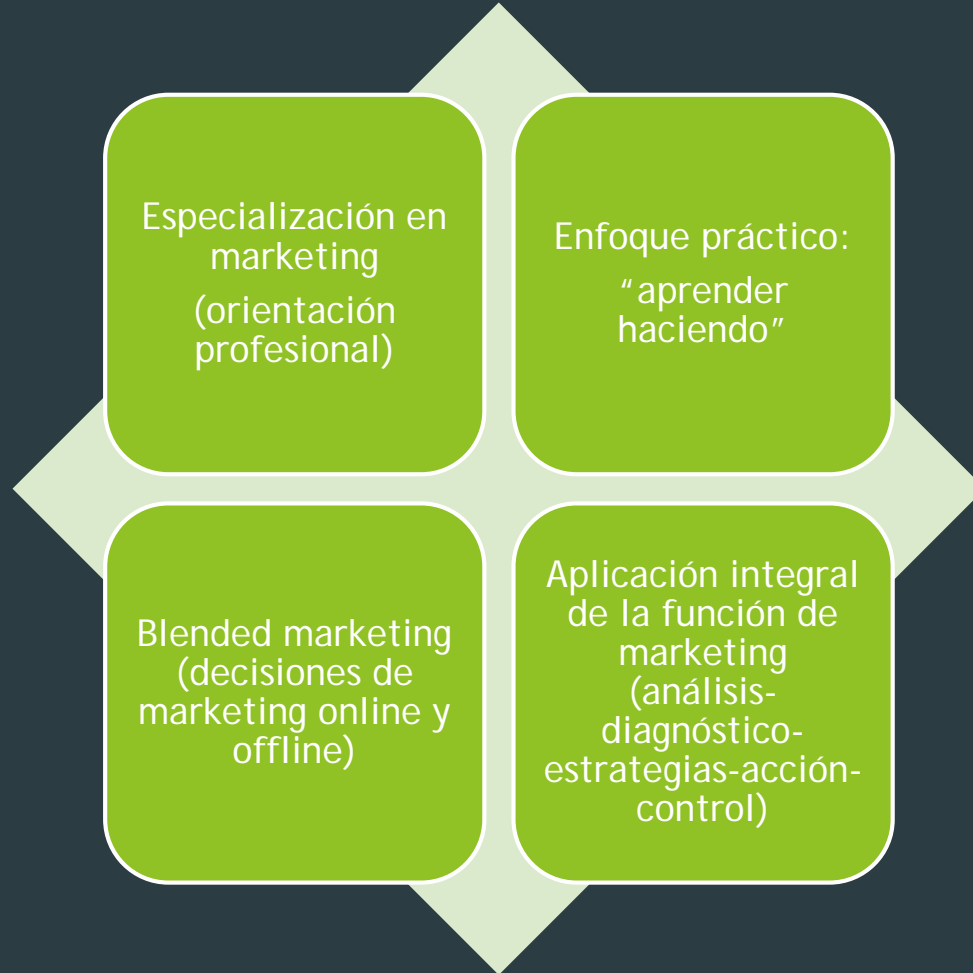 Especialización en
marketing
(orientación
profesional)
Enfoque práctico:
“aprender
haciendo”
Blended marketing
(decisiones de
marketing online y
offline)
Aplicación integral
de la función de
marketing
(análisis-
diagnóstico-
estrategias-acción-
control)